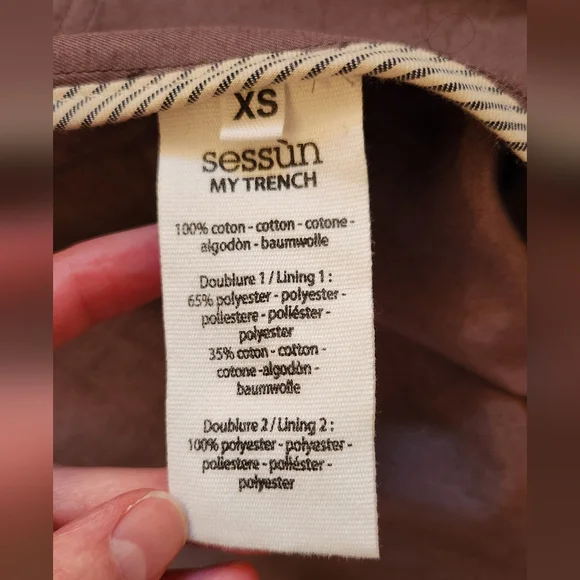 XS
sessùn
MY TRENCH
100% coton - cotton - cotone -
algodòn - baumwolle
Doublure 1 / Lining 1 :
65% polyester - polyester -
poliestere - poliéster -
polyester
35% coton - cotton -
cotone -algodòn -
baumwolle
Doublure 2 / Lining 2 :
100% polyester - polyester -
poliestere - poliéster -
polyester